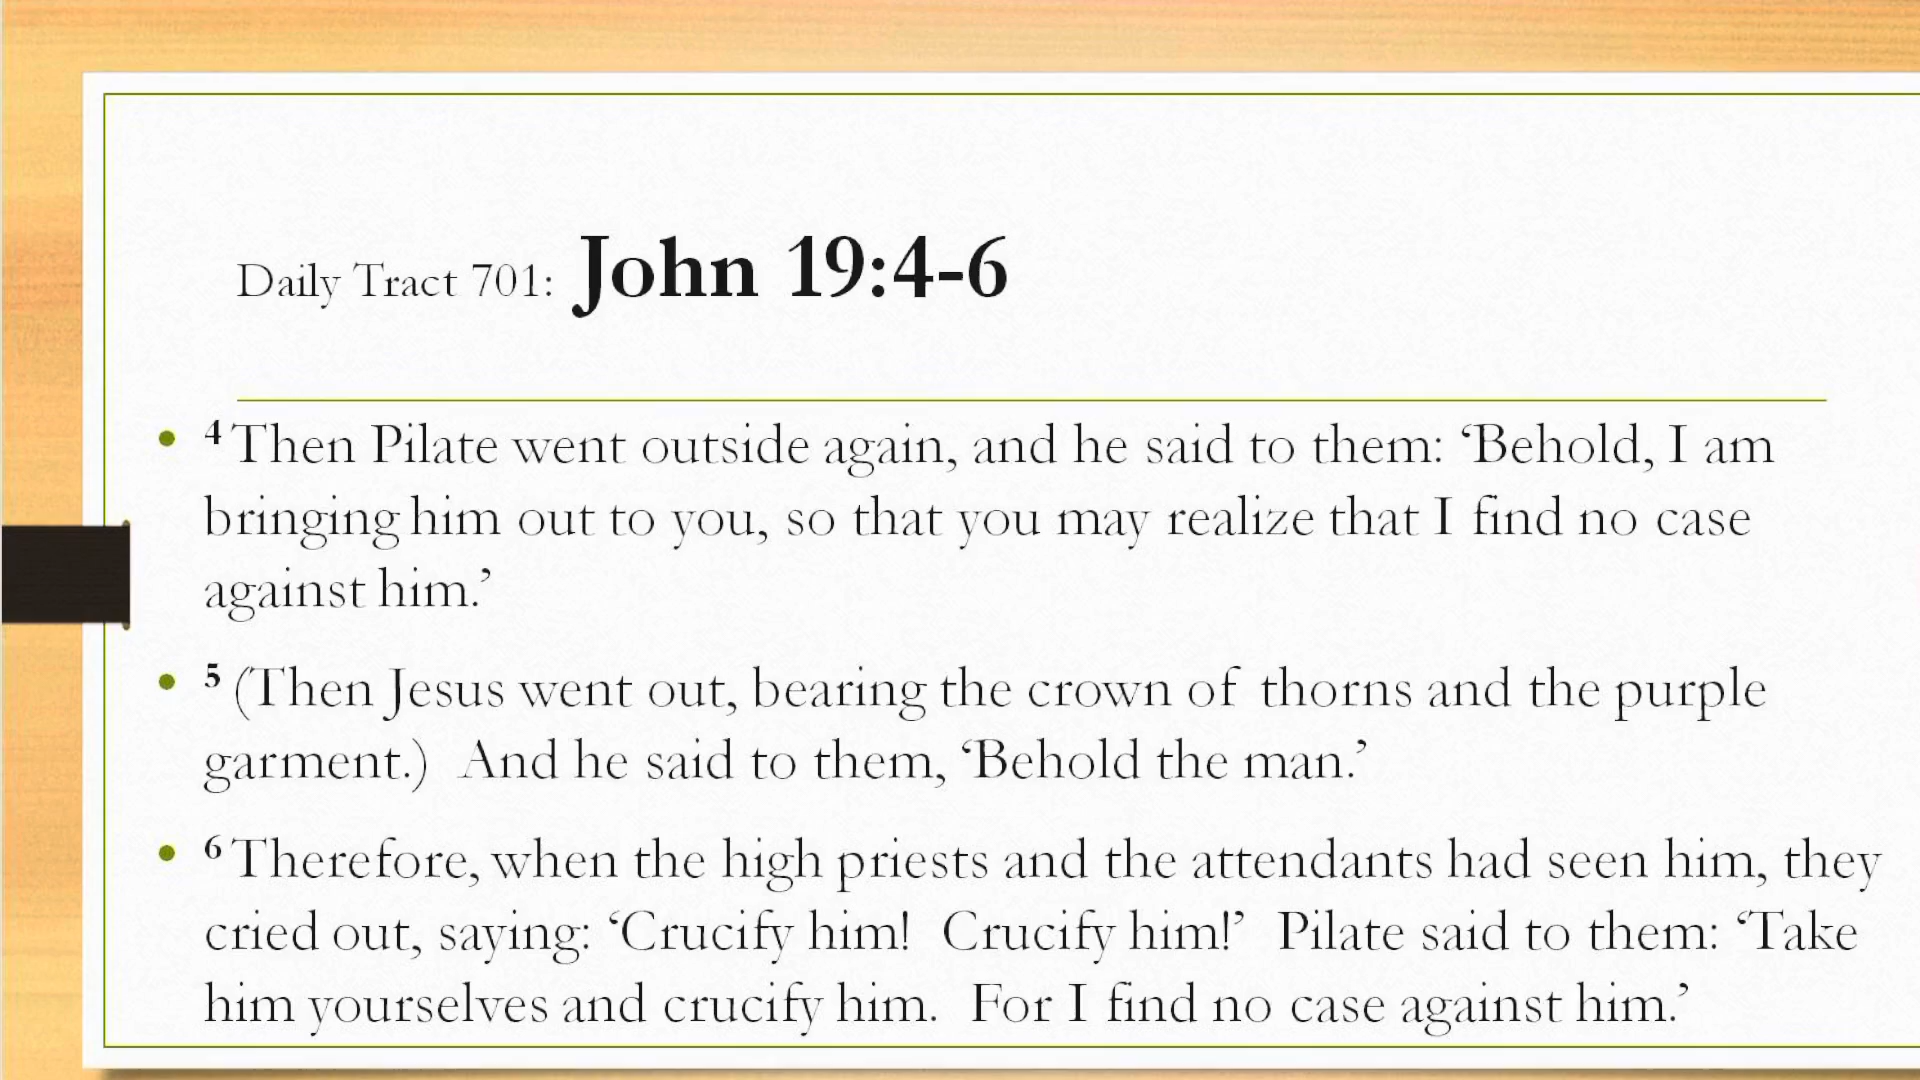 Daily Tract 701: John 19:4-6
• ⁴ Then Pilate went outside again, and he said to them: ‘Behold, I am
bringing him out to you, so that you may realize that I find no case
against him.’
• ⁵ (Then Jesus went out, bearing the crown of thorns and the purple
garment.) And he said to them, ‘Behold the man.’
• ⁶ Therefore, when the high priests and the attendants had seen him, they
cried out, saying: ‘Crucify him! Crucify him!’ Pilate said to them: ‘Take
him yourselves and crucify him. For I find no case against him.’